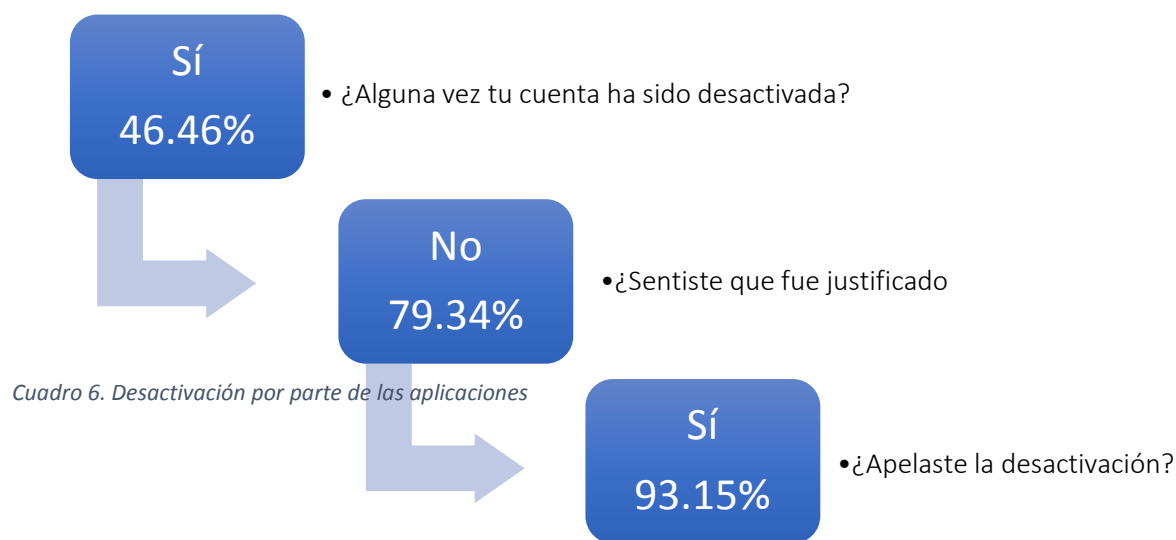 Sí
46.46%
• ¿Alguna vez tu cuenta ha sido desactivada?
No
79.34%
•¿Sentiste que fue justificado
Cuadro 6. Desactivación por parte de las aplicaciones
Sí
93.15%
•¿Apelaste la desactivación?